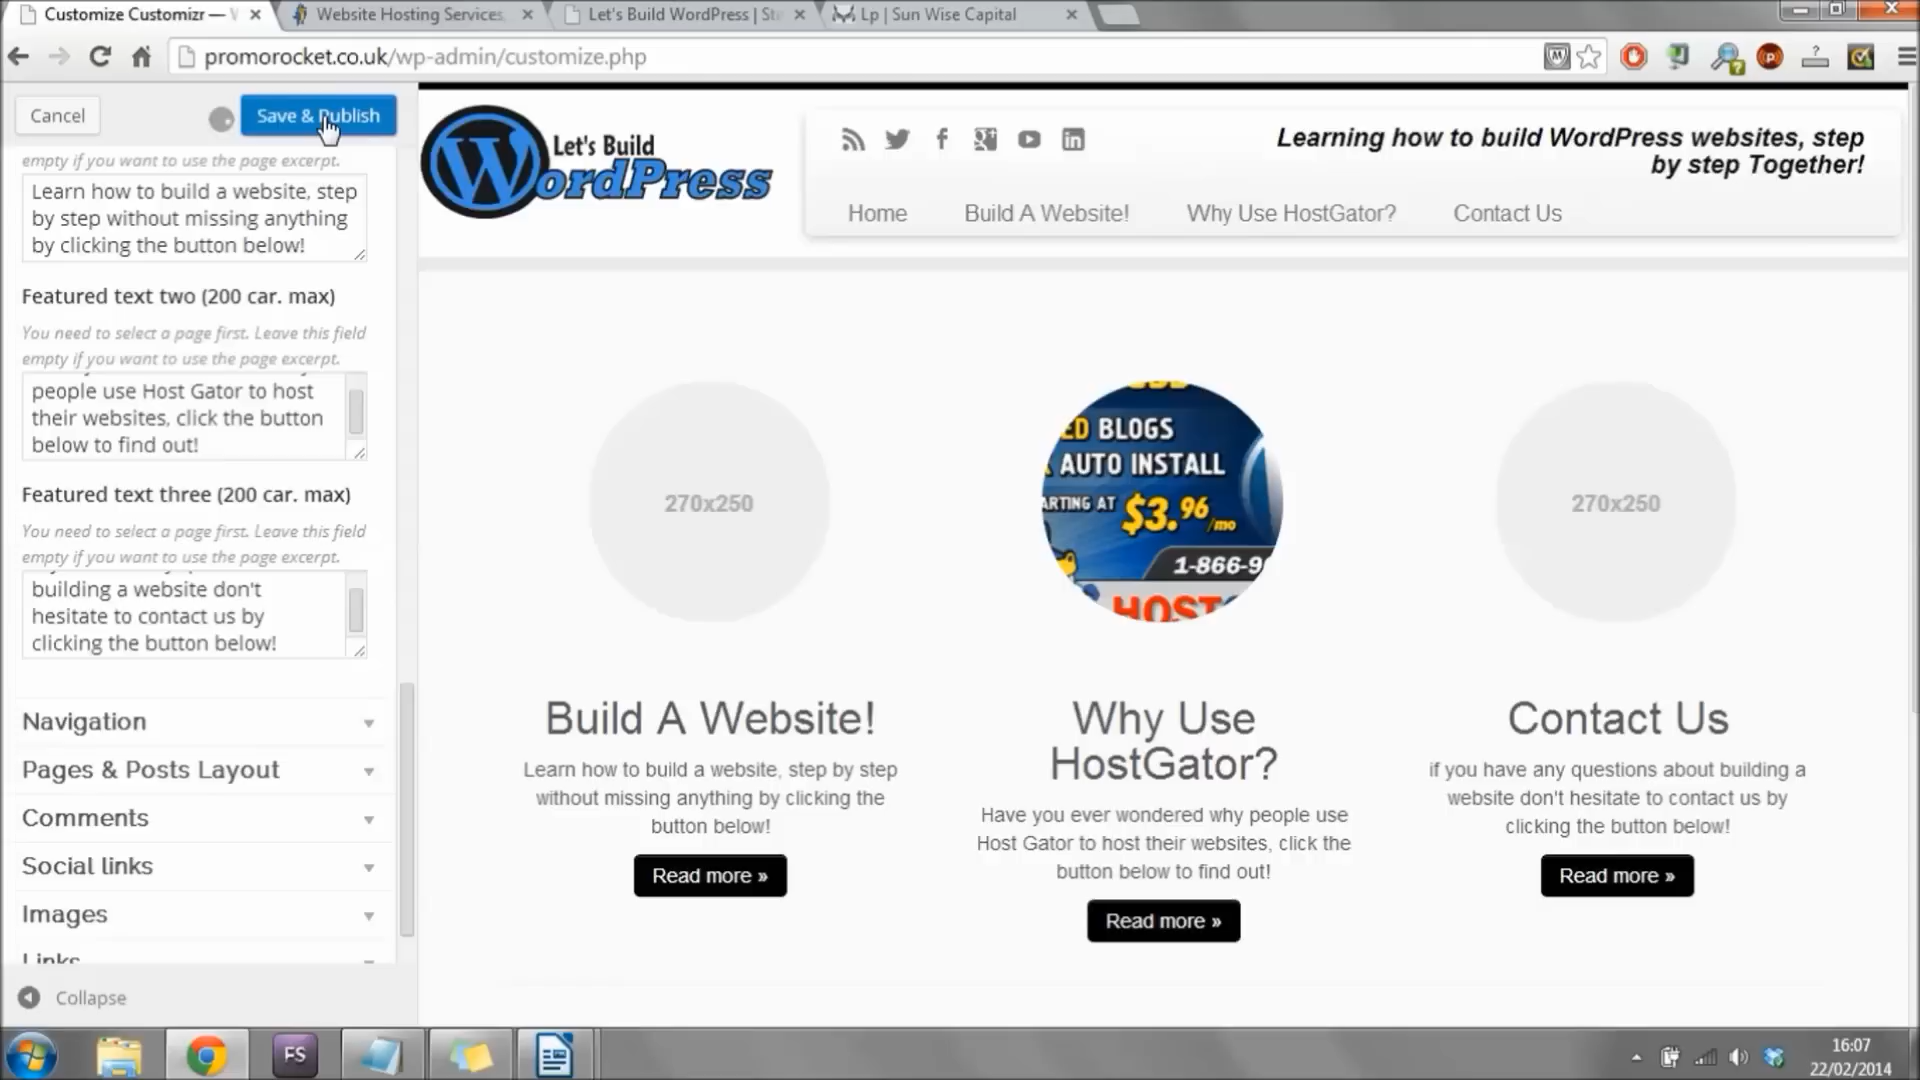 Customize Customizr — W
Website Hosting Services,
Let's Build WordPress | St
Lp | Sun Wise Capital
promorocket.co.uk/wp-admin/customize.php
Cancel
Save & Publish
empty if you want to use the page excerpt.
Learn how to build a website, step
by step without missing anything
by clicking the button below!
Featured text two (200 car. max)
You need to select a page first. Leave this field
empty if you want to use the page excerpt.
people use Host Gator to host
their websites, click the button
below to find out!
Featured text three (200 car. max)
You need to select a page first. Leave this field
empty if you want to use the page excerpt.
building a website don't
hesitate to contact us by
clicking the button below!
Navigation
Pages & Posts Layout
Comments
Social links
Images
Links
Collapse
Let's Build
WordPress
Learning how to build WordPress websites, step
by step Together!
Home
Build A Website!
Why Use HostGator?
Contact Us
270x250
ED BLOGS
AUTO INSTALL
ARTING AT $3.96/mo
1-866-96
HOST
270x250
Build A Website!
Learn how to build a website, step by step
without missing anything by clicking the
button below!
Read more »
Why Use
HostGator?
Have you ever wondered why people use
Host Gator to host their websites, click the
button below to find out!
Read more »
Contact Us
if you have any questions about building a
website don't hesitate to contact us by
clicking the button below!
Read more »
FS
16:07
22/02/2014